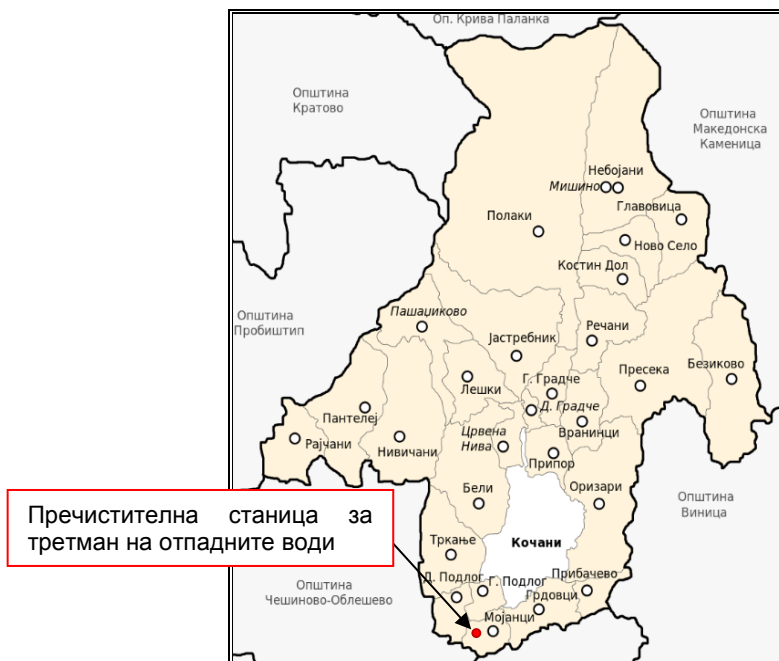 Оп. Крива Паланка
Општина
Кратово
Општина
Македонска
Каменица
Небојани
Мишино
Главовица
Полаки
Ново Село
Костин Дол
Општина
Пробиштип
Пашаџиково
Речани
Јастребник
Безиково
Пресека
Г. Градче
Лешки
Д. Градче
Пантелеј
Вранинци
Црвена
Нива
Рајчани
Нивичани
Припор
Бели
Оризари
Општина
Виница
Пречистителна станица за
третман на отпадните води
Кочани
Тркање
Прибачево
Д. Подлог
Г. Подлог
Грдовци
Општина
Чешиново-Облешево
Мојанци